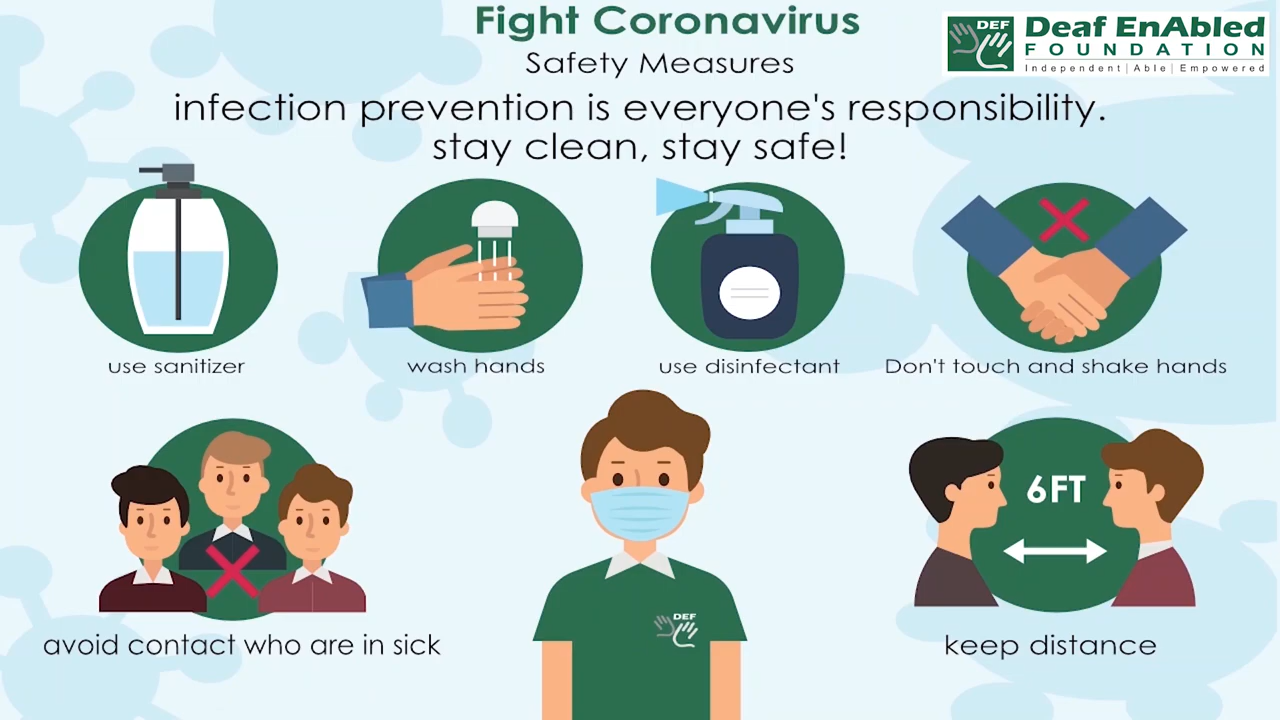 Fight Coronavirus
Safety Measures
DEF
Deaf EnAbled
FOUNDATION
Independent | Able | Empowered
infection prevention is everyone's responsibility.
stay clean, stay safe!
use sanitizer
wash hands
use disinfectant
Don't touch and shake hands
6FT
DEF
avoid contact who are in sick
keep distance